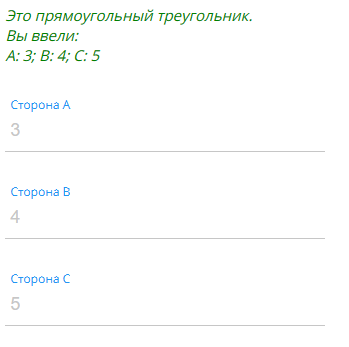 Это прямоугольный треугольник.
Вы ввели:
A: 3; B: 4; C: 5
Сторона A
3
Сторона B
4
Сторона C
5